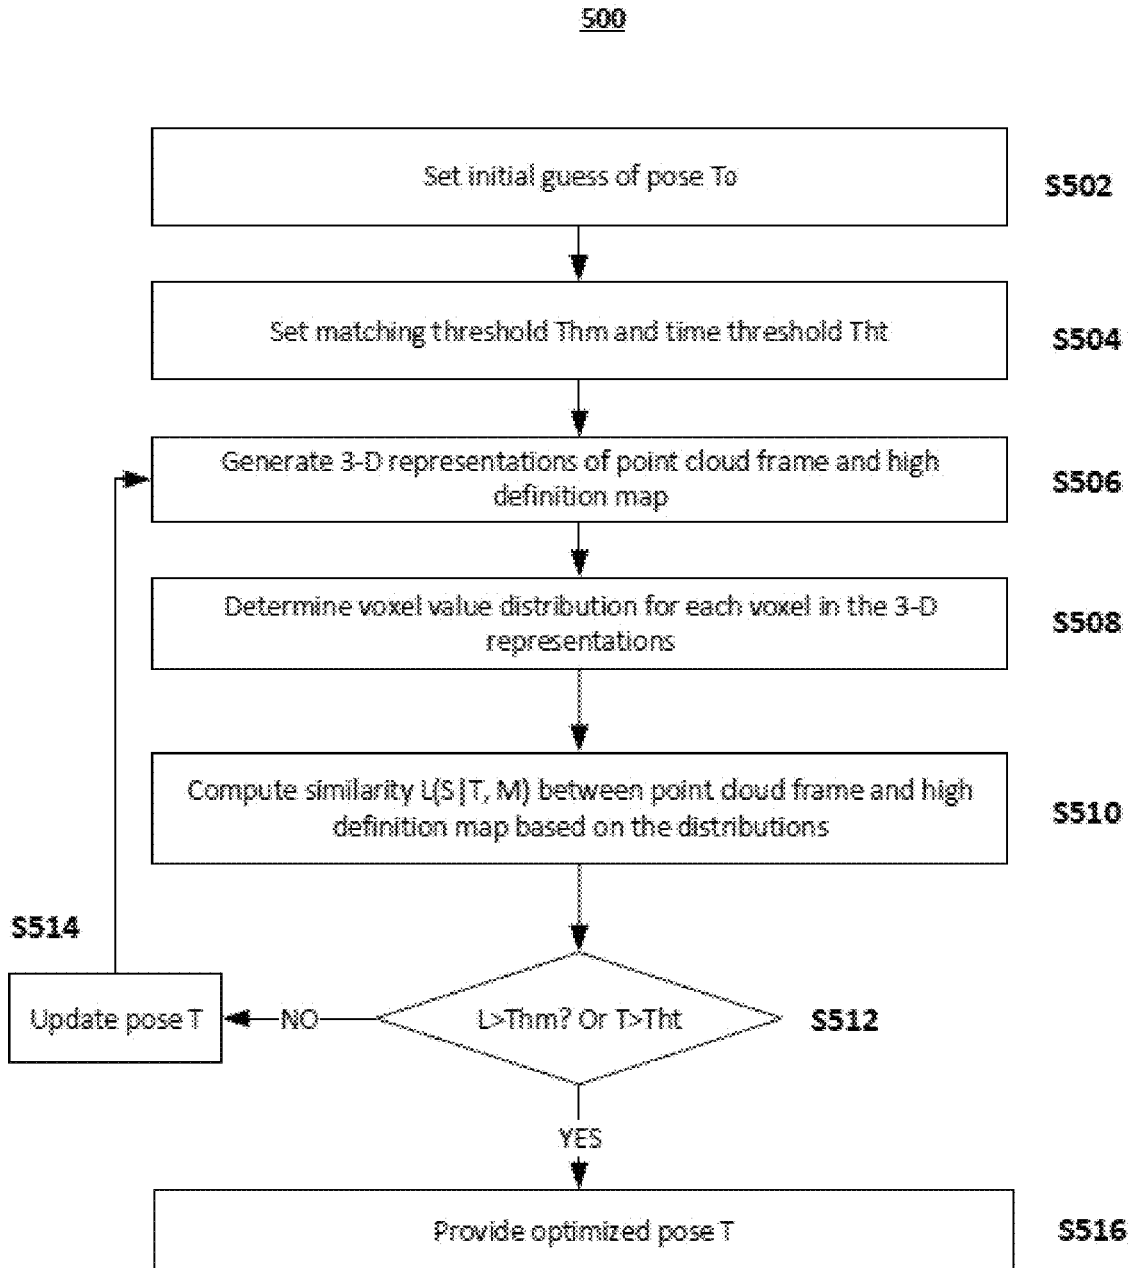 500
Set initial guess of pose T0
S502
Set matching threshold Thm and time threshold Tht
S504
Generate 3-D representations of point cloud frame and high
definition map
S506
Determine voxel value distribution for each voxel in the 3-D
representations
S508
Compute similarity L(S|T, M) between point cloud frame and high
definition map based on the distributions
S510
S514
Update pose T
NO
L>Thm? Or T>Tht
S512
YES
Provide optimized pose T
S516